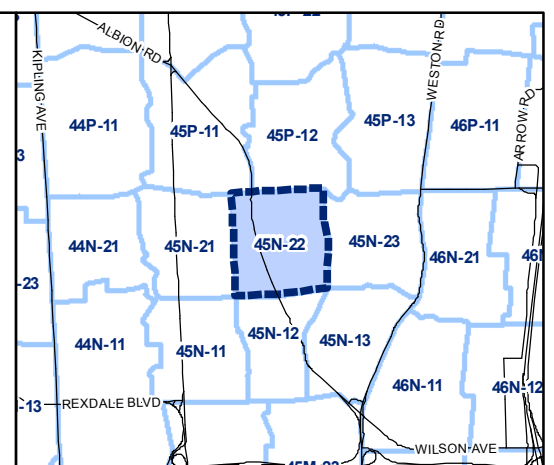 ALBION RD
KIPLING AVE
WESTON RD
ARROW RD
44P-11
45P-11
45P-12
45P-13
46P-11
3
44N-21
45N-21
45N-22
45N-23
46N-21
-23
44N-11
45N-11
45N-12
45N-13
46N-11
46N-12
-13
REXDALE BLVD
WILSON AVE